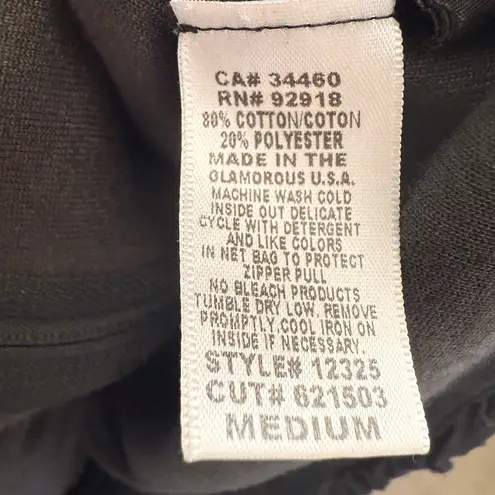 CA# 34460
RN# 92918
80% COTTON/COTON
20% POLYESTER
MADE IN THE
GLAMOROUS U.S.A.
MACHINE WASH COLD
INSIDE OUT DELICATE
CYCLE WITH DETERGENT
AND LIKE COLORS
IN NET BAG TO PROTECT
ZIPPER PULL
NO BLEACH PRODUCTS
TUMBLE DRY LOW. REMOVE
PROMPTLY.COOL IRON ON
INSIDE IF NECESSARY.
STYLE# 12325
CUT# 621503
MEDIUM